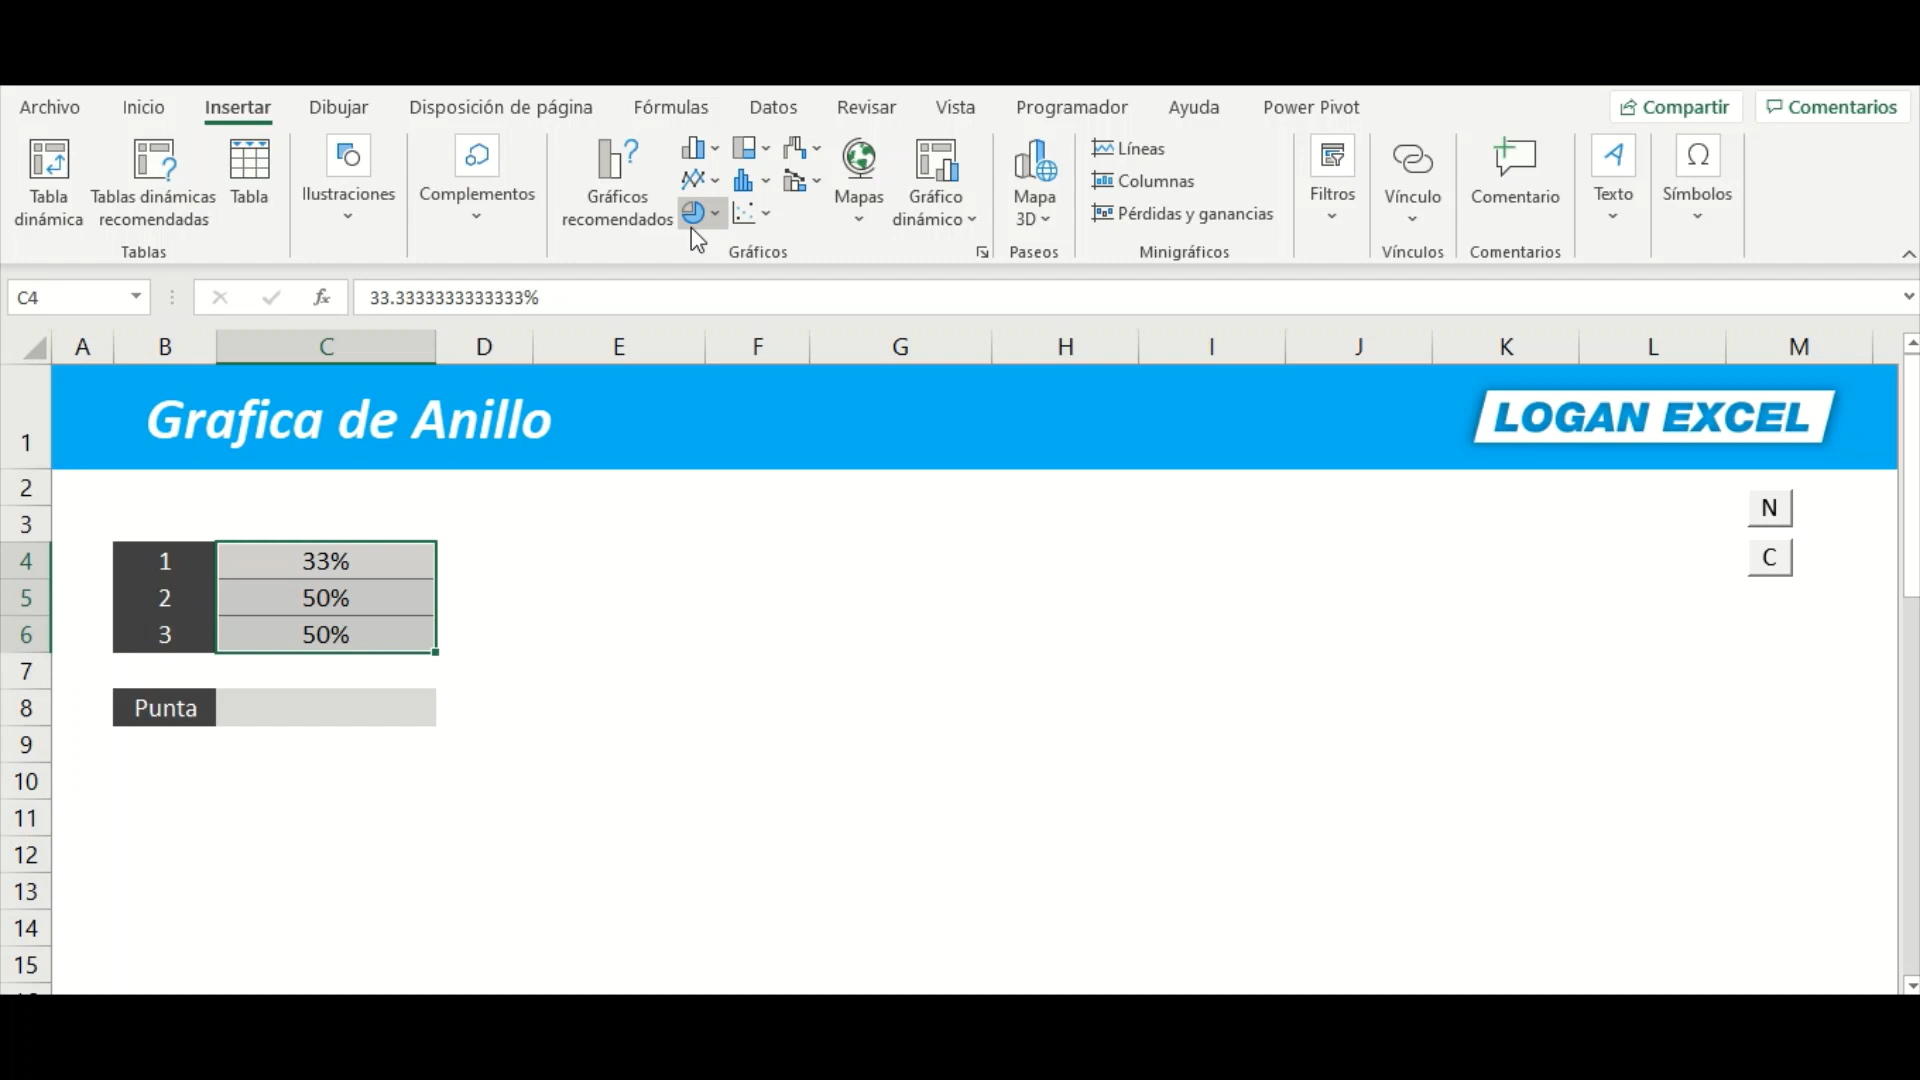 Archivo Inicio Insertar Dibujar Disposición de página Fórmulas Datos Revisar Vista Programador Ayuda Power Pivot Compartir Comentarios
Tabla dinámica
Tablas dinámicas recomendadas
Tabla
Tablas
Ilustraciones
Complementos
Gráficos recomendados
Mapas
Gráfico dinámico
Gráficos
Mapa 3D
Paseos
Líneas
Columnas
Pérdidas y ganancias
Minigráficos
Filtros
Vínculo
Vínculos
Comentario
Comentarios
Texto
Símbolos
C4 fx 33.3333333333333%
A B C D E F G H I J K L M
1 Grafica de Anillo LOGAN EXCEL
2 N
3
4 1 33% C
5 2 50%
6 3 50%
7
8 Punta
9
10
11
12
13
14
15